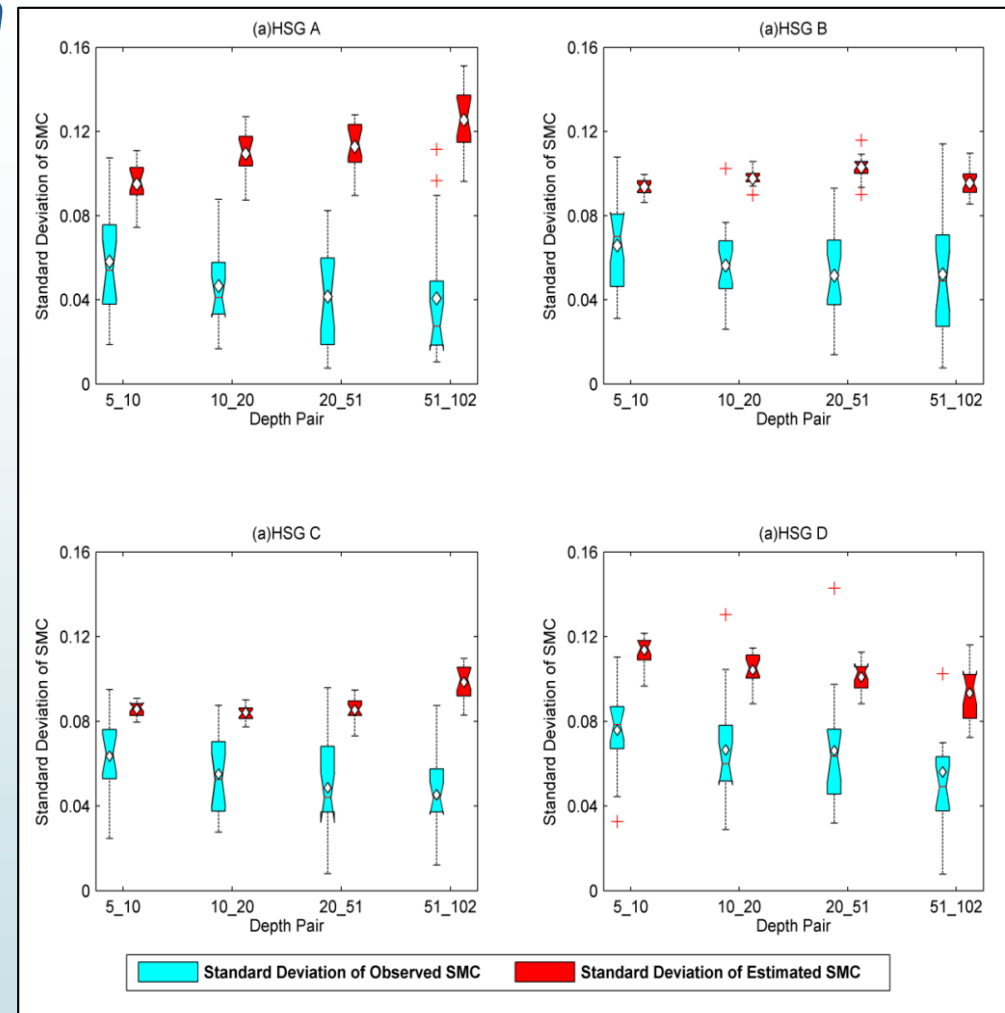 (a)HSG A
0.16
0.12
0.08
0.04
0
Standard Deviation of SMC
5_10 10_20 20_51 51_102
Depth Pair
(a)HSG B
0.16
0.12
0.08
0.04
0
Standard Deviation of SMC
5_10 10_20 20_51 51_102
Depth Pair
(a)HSG C
0.16
0.12
0.08
0.04
0
Standard Deviation of SMC
5_10 10_20 20_51 51_102
Depth Pair
(a)HSG D
0.16
0.12
0.08
0.04
0
Standard Deviation of SMC
5_10 10_20 20_51 51_102
Depth Pair
Standard Deviation of Observed SMC Standard Deviation of Estimated SMC